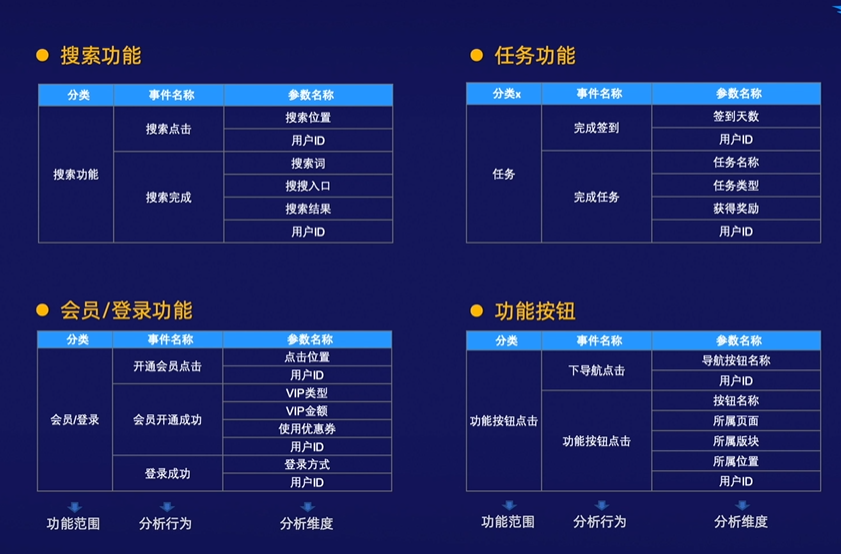 搜索功能
分类 事件名称 参数名称
搜索功能 搜索点击 搜索位置
用户ID
搜索完成 搜索词
搜搜入口
搜索结果
用户ID
任务功能
分类x 事件名称 参数名称
任务 完成签到 签到天数
用户ID
完成任务 任务名称
任务类型
获得奖励
用户ID
会员/登录功能
分类 事件名称 参数名称
会员/登录 开通会员点击 点击位置
用户ID
会员开通成功 VIP类型
VIP金额
使用优惠券
用户ID
登录成功 登录方式
用户ID
功能范围 分析行为 分析维度
功能按钮
分类 事件名称 参数名称
功能按钮点击 下导航点击 导航按钮名称
用户ID
功能按钮点击 按钮名称
所属页面
所属版块
所属位置
用户ID
功能范围 分析行为 分析维度